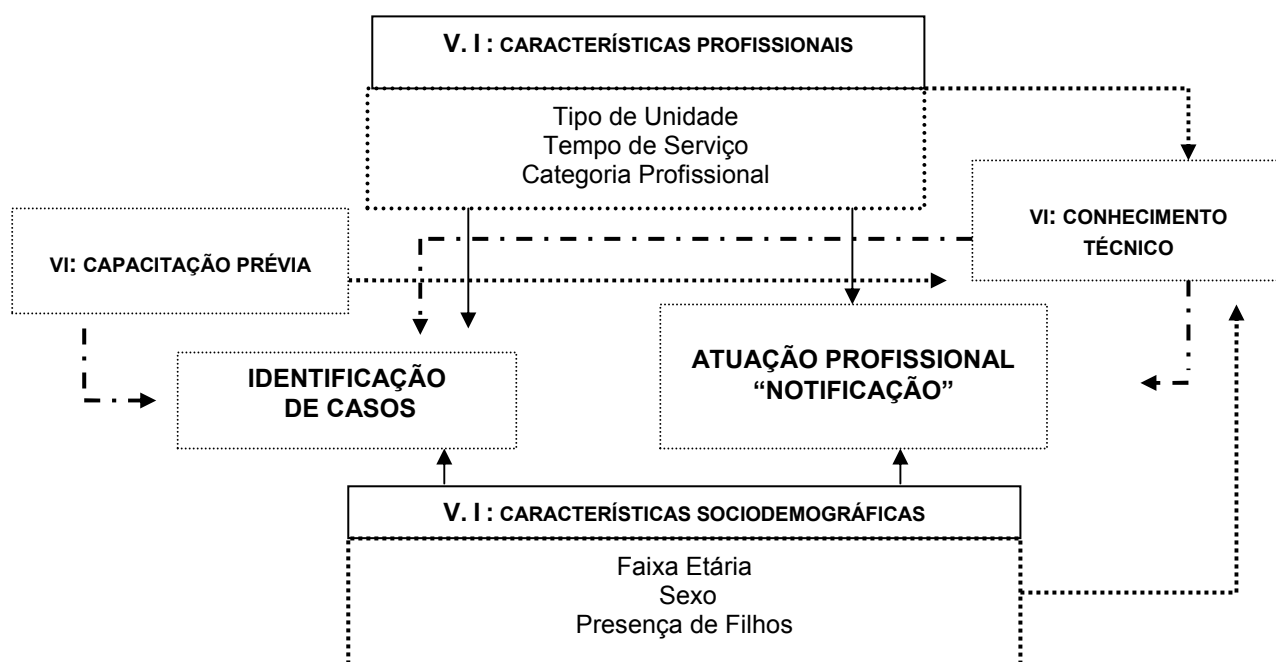 V. I : CARACTERÍSTICAS PROFISSIONAIS
Tipo de Unidade
Tempo de Serviço
Categoria Profissional
VI: CONHECIMENTO
TÉCNICO
VI: CAPACITAÇÃO PRÉVIA
IDENTIFICAÇÃO
DE CASOS
ATUAÇÃO PROFISSIONAL
“NOTIFICAÇÃO”
V. I : CARACTERÍSTICAS SOCIODEMOGRÁFICAS
Faixa Etária
Sexo
Presença de Filhos